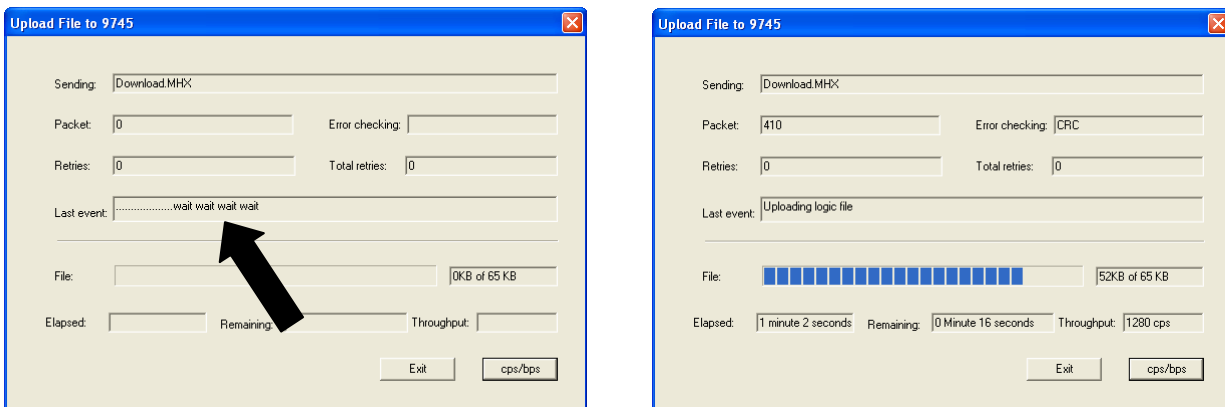 Upload File to 9745
Sending: Download.MHX
Packet: 0 Error checking:
Retries: 0 Total retries: 0
Last event: ...................wait wait wait wait
File: 0KB of 65 KB
Elapsed: Remaining: Throughput:
Exit cps/bps
Upload File to 9745
Sending: Download.MHX
Packet: 410 Error checking: CRC
Retries: 0 Total retries: 0
Last event: Uploading logic file
File: 52KB of 65 KB
Elapsed: 1 minute 2 seconds Remaining: 0 Minute 16 seconds Throughput: 1280 cps
Exit cps/bps